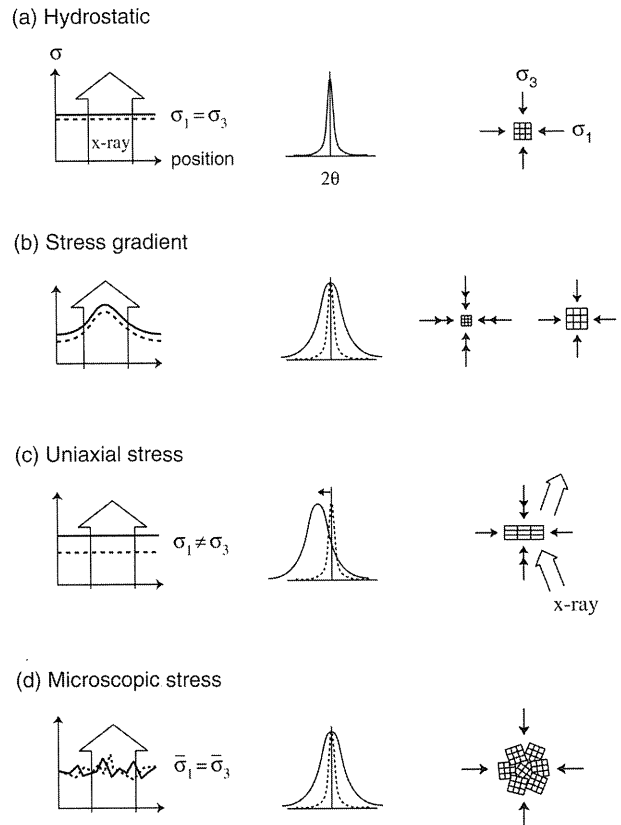 (a) Hydrostatic
σ
σ₁ = σ₃
x-ray
position
2θ
σ₃
σ₁
(b) Stress gradient
(c) Uniaxial stress
σ₁ ≠ σ₃
x-ray
(d) Microscopic stress
σ̄₁ = σ̄₃